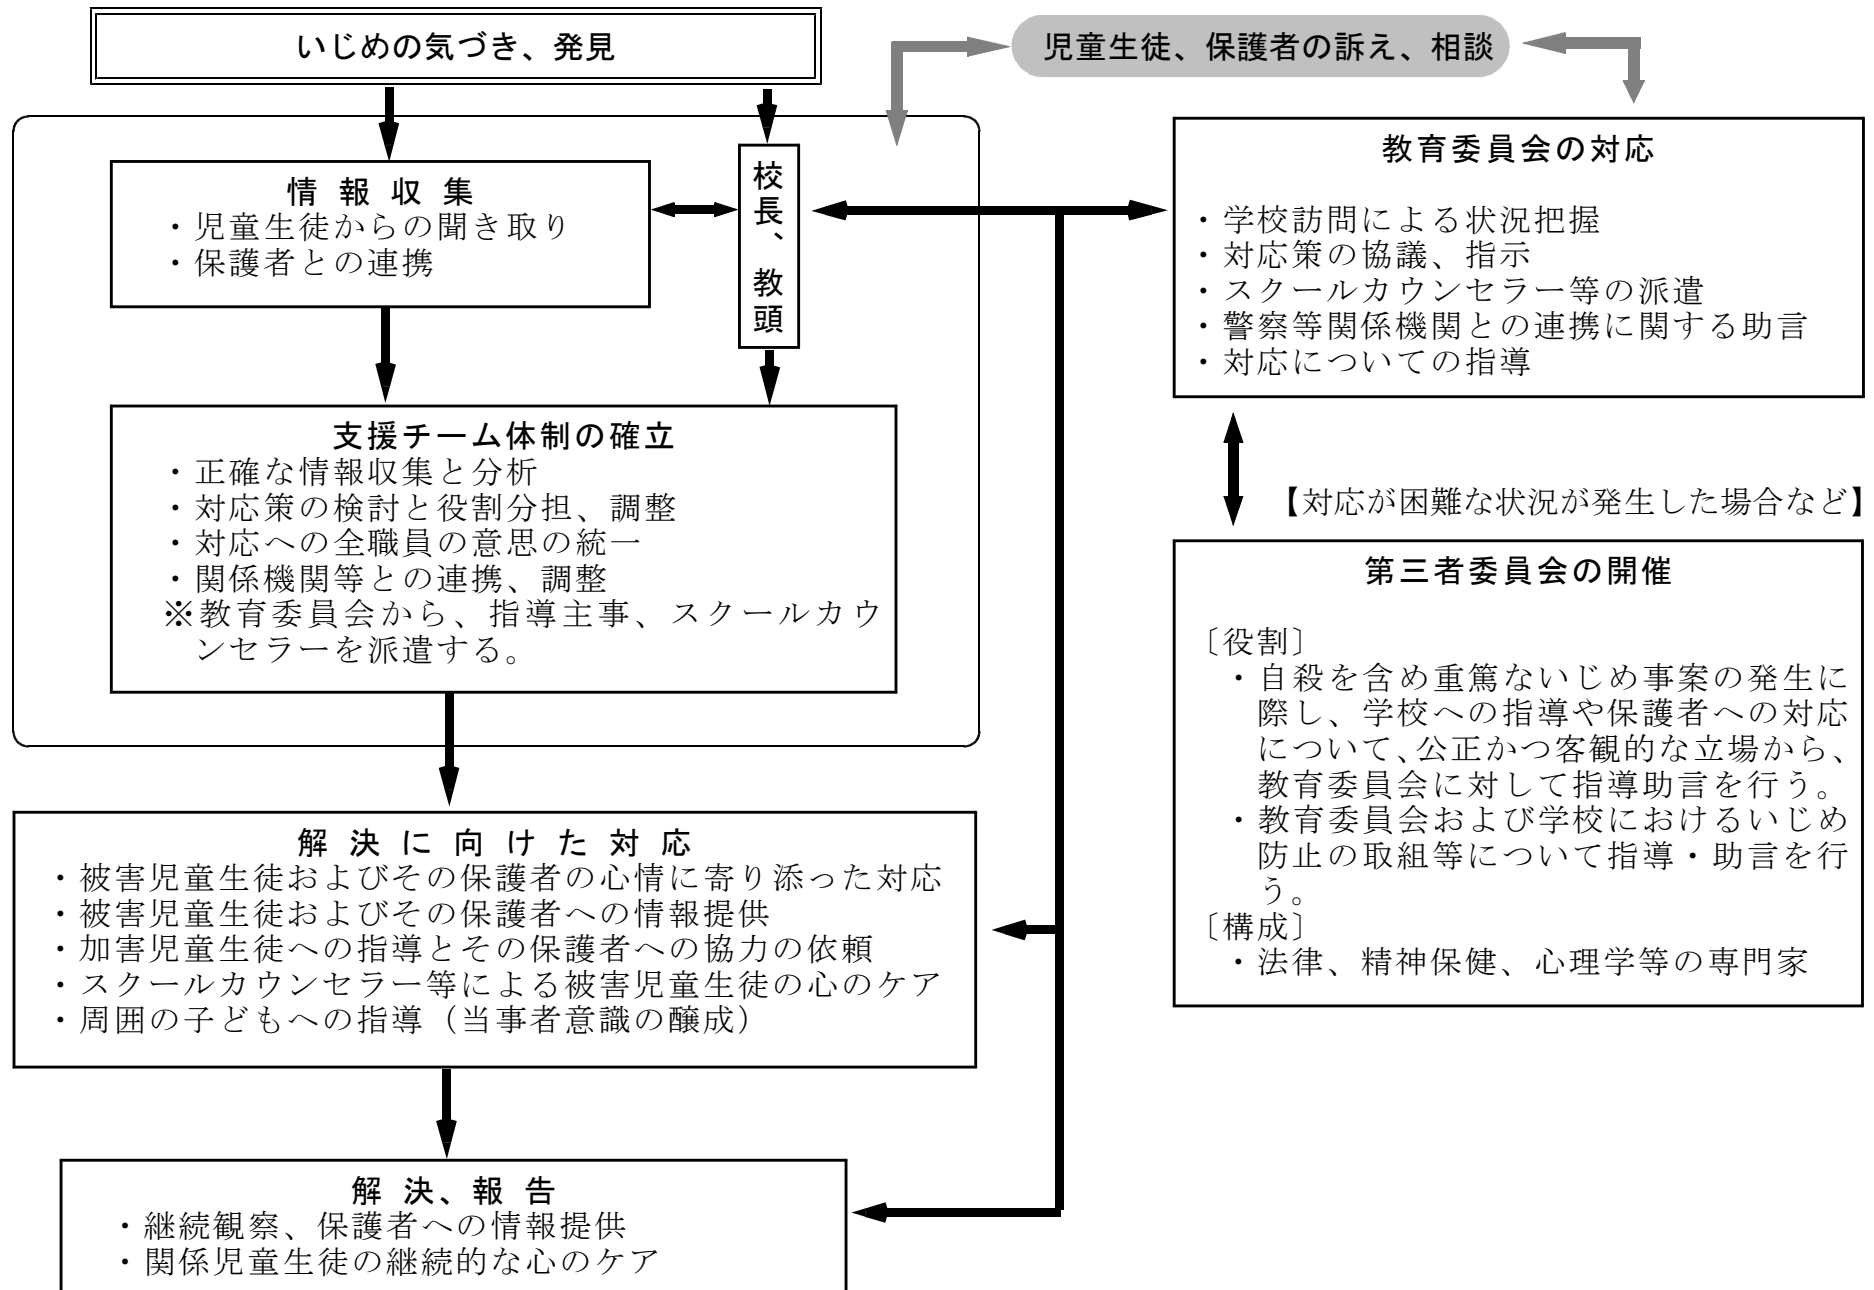 いじめの気づき、発見
児童生徒、保護者の訴え、相談
情報収集
・児童生徒からの聞き取り
・保護者との連携
校長、教頭
教育委員会の対応
・学校訪問による状況把握
・対応策の協議、指示
・スクールカウンセラー等の派遣
・警察等関係機関との連携に関する助言
・対応についての指導
支援チーム体制の確立
・正確な情報収集と分析
・対応策の検討と役割分担、調整
・対応への全職員の意思の統一
・関係機関等との連携、調整
※教育委員会から、指導主事、スクールカウ
ンセラーを派遣する。
【対応が困難な状況が発生した場合など】
第三者委員会の開催
〔役割〕
・自殺を含め重篤ないじめ事案の発生に
際し、学校への指導や保護者への対応
について、公正かつ客観的な立場から、
教育委員会に対して指導助言を行う。
・教育委員会および学校におけるいじめ
防止の取組等について指導・助言を行
う。
〔構成〕
・法律、精神保健、心理学等の専門家
解決に向けた対応
・被害児童生徒およびその保護者の心情に寄り添った対応
・被害児童生徒およびその保護者への情報提供
・加害児童生徒への指導とその保護者への協力の依頼
・スクールカウンセラー等による被害児童生徒の心のケア
・周囲の子どもへの指導（当事者意識の醸成）
解決、報告
・継続観察、保護者への情報提供
・関係児童生徒の継続的な心のケア